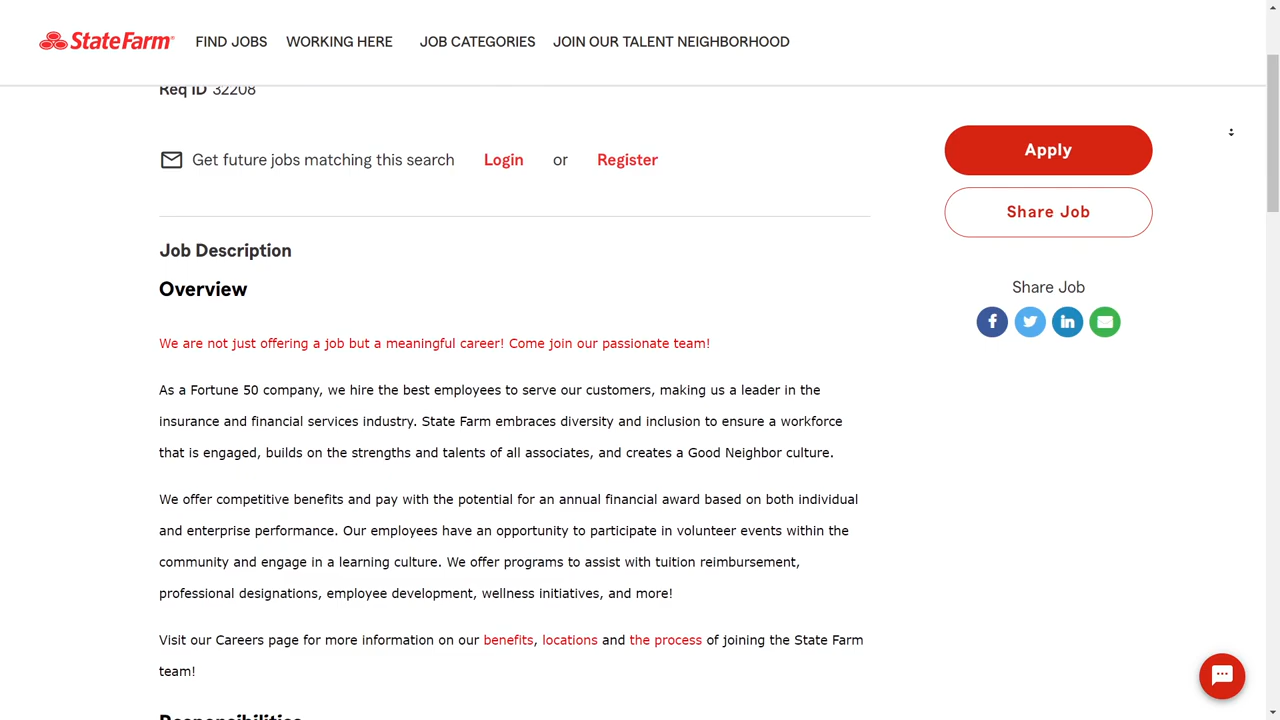 State Farm
FIND JOBS WORKING HERE JOB CATEGORIES JOIN OUR TALENT NEIGHBORHOOD
Req ID 32208
Get future jobs matching this search Login or Register
Apply
Share Job
Share Job
Job Description
Overview
We are not just offering a job but a meaningful career! Come join our passionate team!
As a Fortune 50 company, we hire the best employees to serve our customers, making us a leader in the
insurance and financial services industry. State Farm embraces diversity and inclusion to ensure a workforce
that is engaged, builds on the strengths and talents of all associates, and creates a Good Neighbor culture.
We offer competitive benefits and pay with the potential for an annual financial award based on both individual
and enterprise performance. Our employees have an opportunity to participate in volunteer events within the
community and engage in a learning culture. We offer programs to assist with tuition reimbursement,
professional designations, employee development, wellness initiatives, and more!
Visit our Careers page for more information on our benefits, locations and the process of joining the State Farm
team!
Responsibilities